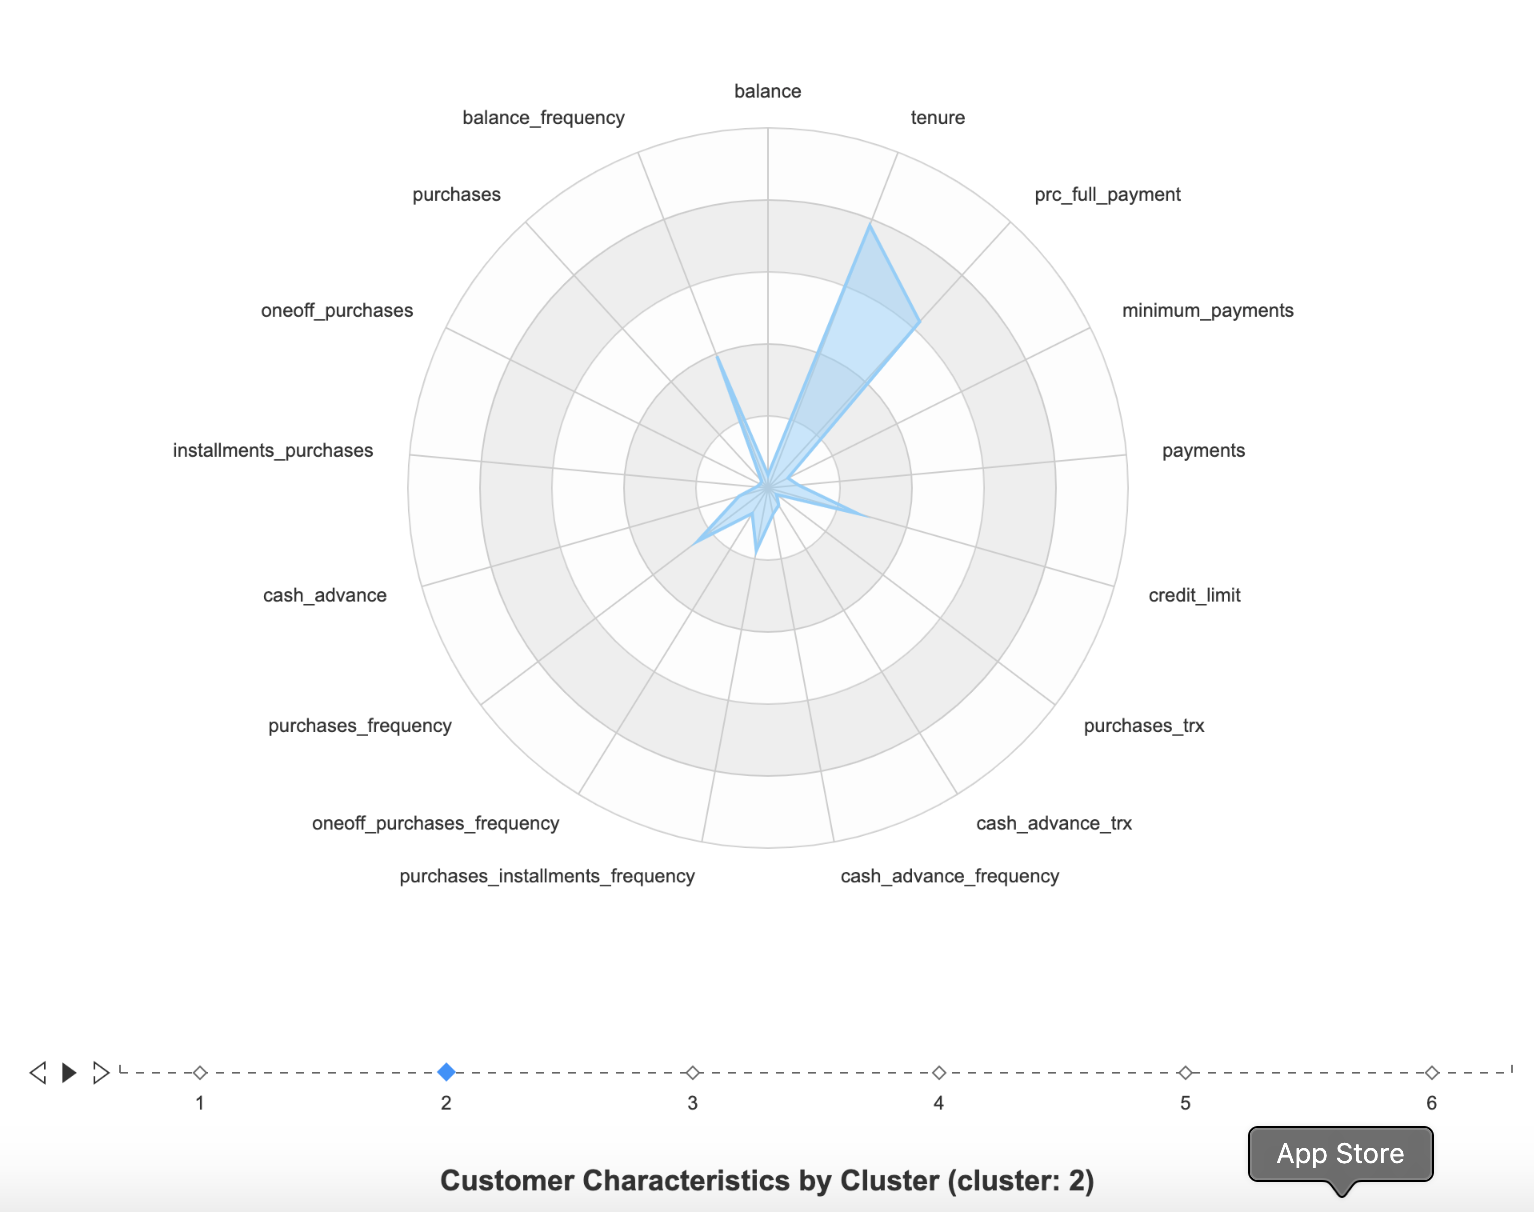 balance
balance_frequency
tenure
purchases
prc_full_payment
oneoff_purchases
minimum_payments
installments_purchases
payments
cash_advance
credit_limit
purchases_frequency
purchases_trx
oneoff_purchases_frequency
cash_advance_trx
purchases_installments_frequency
cash_advance_frequency
1 2 3 4 5 6
App Store
Customer Characteristics by Cluster (cluster: 2)